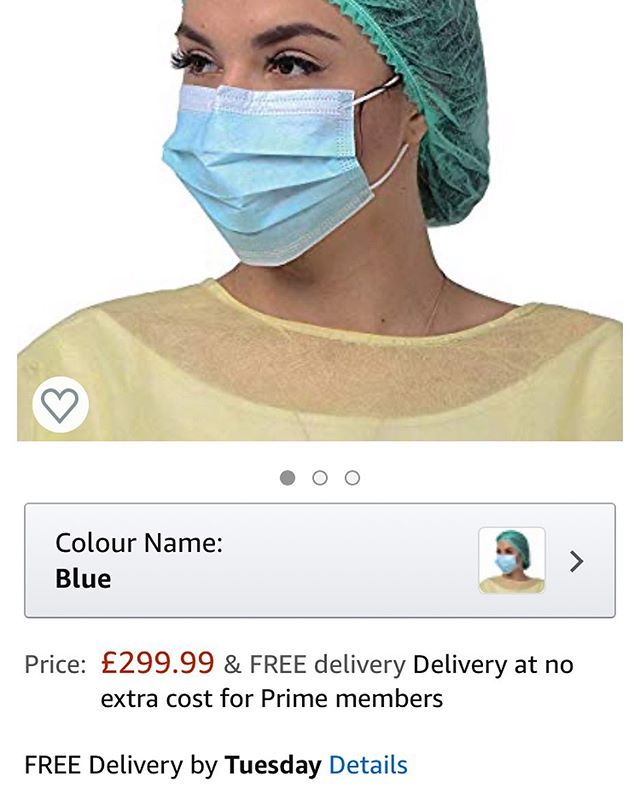 Colour Name:
Blue
Price: £299.99 & FREE delivery Delivery at no
extra cost for Prime members
FREE Delivery by Tuesday Details